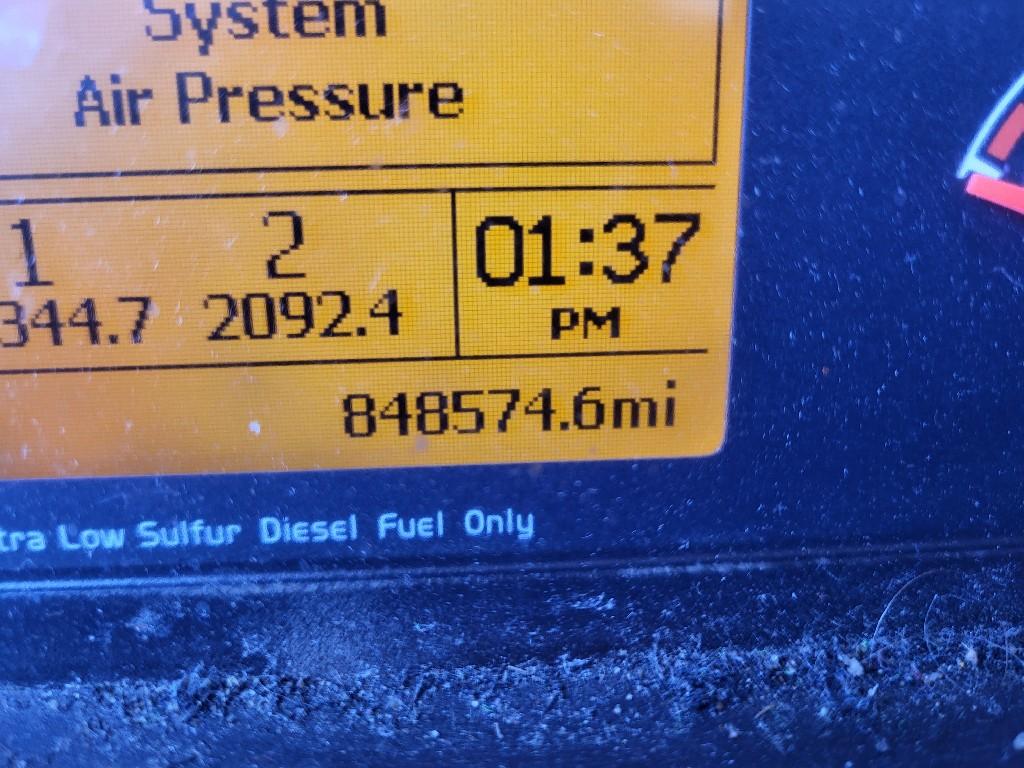 System
Air Pressure
1 2 01:37
344.7 2092.4 PM
848574.6mi
tra Low Sulfur Diesel Fuel Only